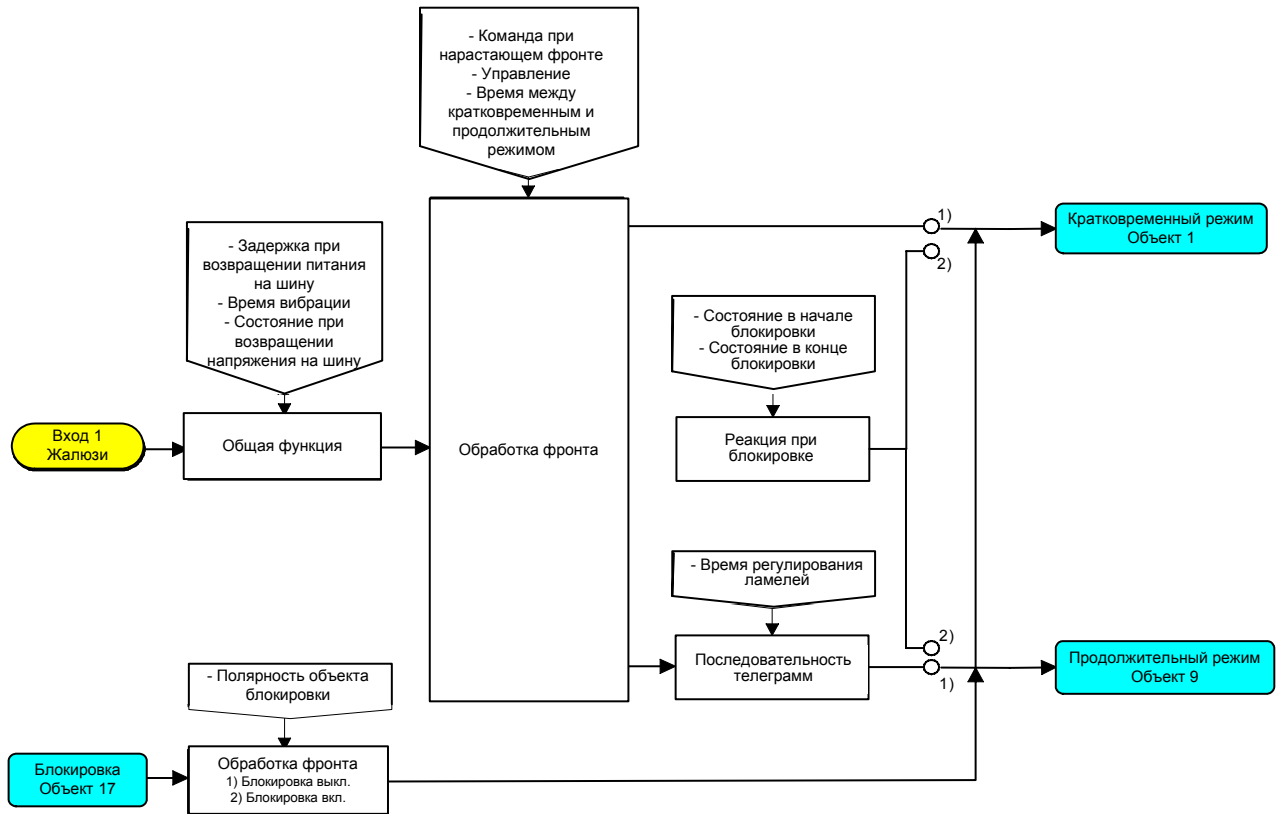 - Команда при
нарастающем фронте
- Управление
- Время между
кратковременным и
продолжительным
режимом
1)
Кратковременный режим
Объект 1
2)
- Задержка при
возвращении питания
на шину
- Время вибрации
- Состояние при
возвращении
напряжения на шину
- Состояние в начале
блокировки
- Состояние в конце
блокировки
Вход 1
Жалюзи
Общая функция
Обработка фронта
Реакция при
блокировке
- Время регулирования
ламелей
2)
Последовательность
телеграмм
1)
Продолжительный режим
Объект 9
- Полярность объекта
блокировки
Блокировка
Объект 17
Обработка фронта
1) Блокировка выкл.
2) Блокировка вкл.